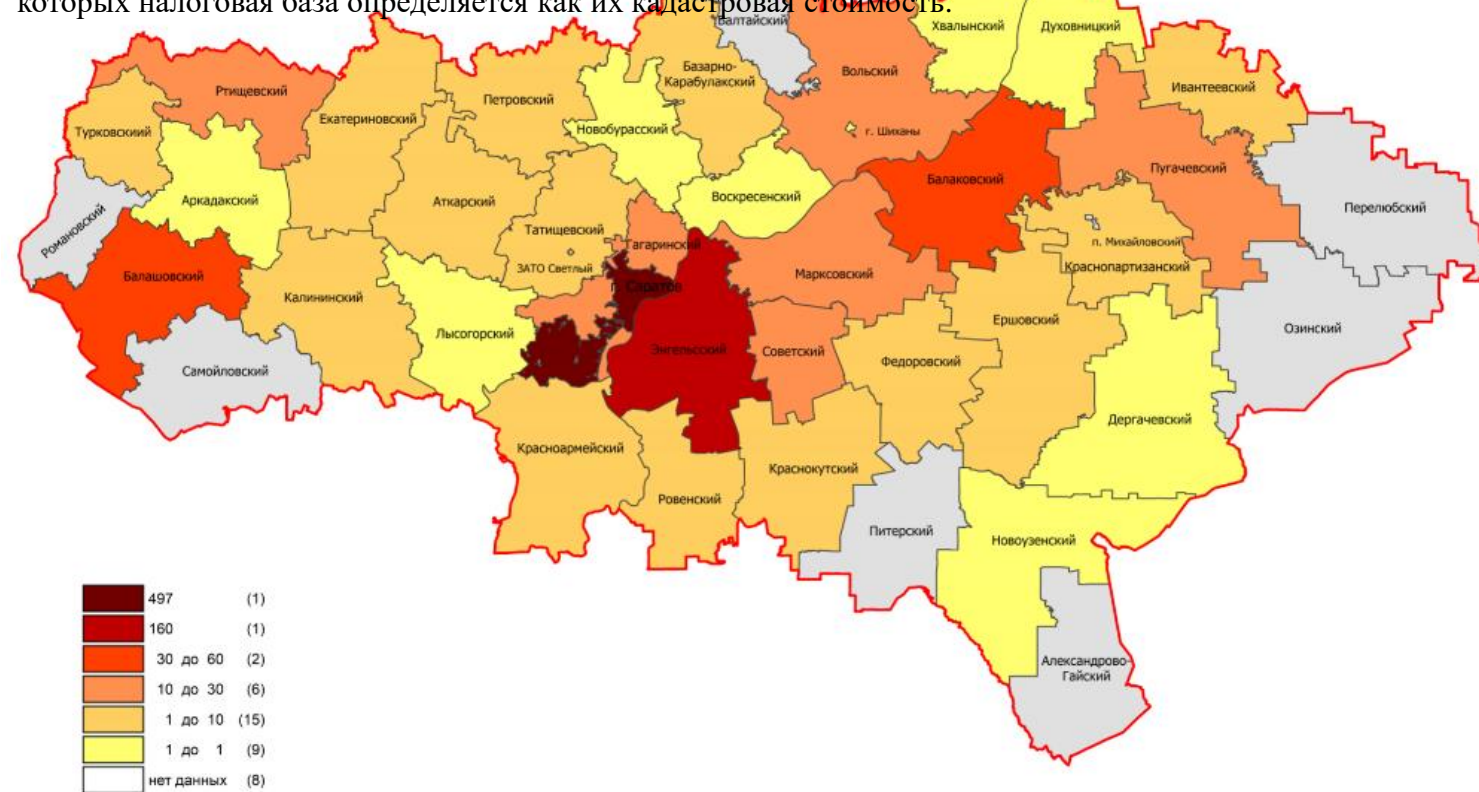 которых налоговая база определяется как их кадастровая стоимость.
Балтайский
Хвалынский
Духовницкий
Вольский
Базарно-
Карабулакский
Ивантеевский
Ртищевский
Петровский
Екатериновский
Турковскиий
Новобурасский
г. Шиханы
Пугачевский
Балаковский
Воскресенский
Аркадакский
Аткарский
Перелюбский
Романовский
Татищевский
Гагаринский
п. Михайловский
ЗАТО Светлый
Краснопартизанский
Балашовский
Марксовский
г. Саратов
Калининский
Ершовский
Озинский
Лысогорский
Энгельсский
Советский
Федоровский
Самойловский
Дергачевский
Красноармейский
Краснокутский
Ровенский
Питерский
Новоузенский
Александрово-
Гайский
497 (1)
160 (1)
30 до 60 (2)
10 до 30 (6)
1 до 10 (15)
1 до 1 (9)
нет данных (8)